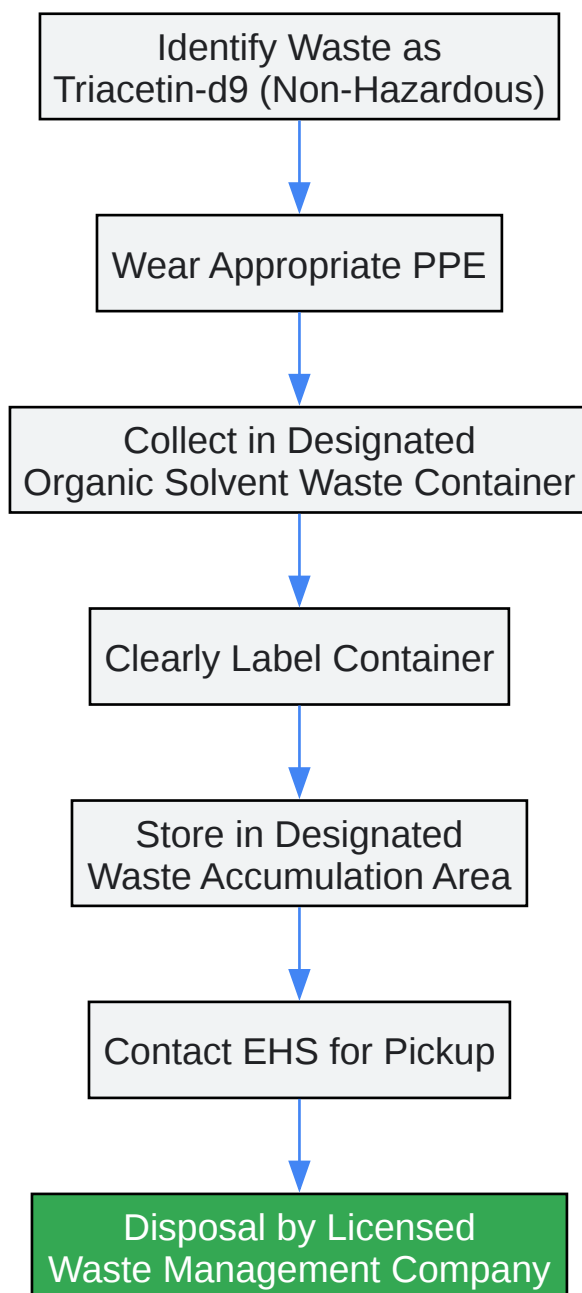 Identify Waste as
Triacetin-d9 (Non-Hazardous)
Wear Appropriate PPE
Collect in Designated
Organic Solvent Waste Container
Clearly Label Container
Store in Designated
Waste Accumulation Area
Contact EHS for Pickup
Disposal by Licensed
Waste Management Company